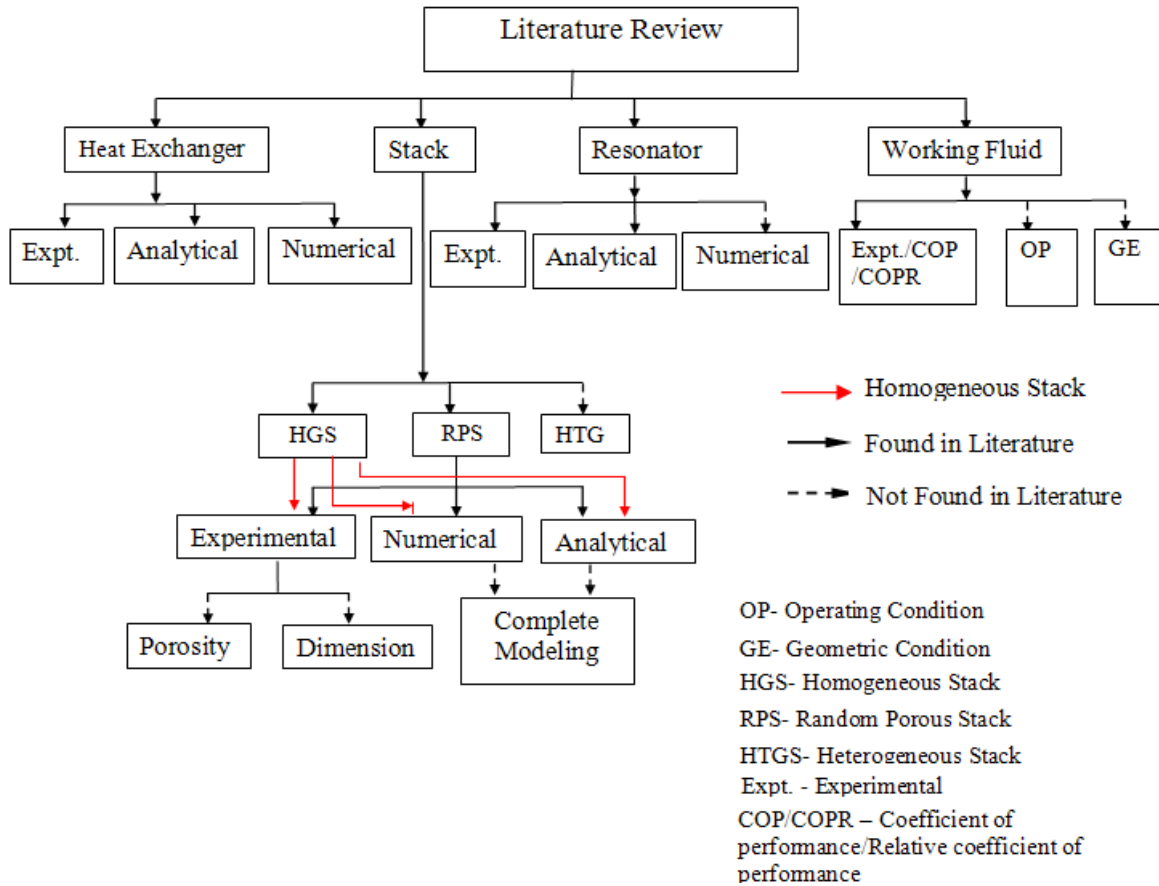 Literature Review
Heat Exchanger
Stack
Resonator
Working Fluid
Expt.
Analytical
Numerical
Expt.
Analytical
Numerical
Expt./COP
/COPR
OP
GE
HGS
RPS
HTG
Homogeneous Stack
Found in Literature
Not Found in Literature
Experimental
Numerical
Analytical
Porosity
Dimension
Complete
Modeling
OP- Operating Condition
GE- Geometric Condition
HGS- Homogeneous Stack
RPS- Random Porous Stack
HTGS- Heterogeneous Stack
Expt. - Experimental
COP/COPR – Coefficient of
performance/Relative coefficient of
performance